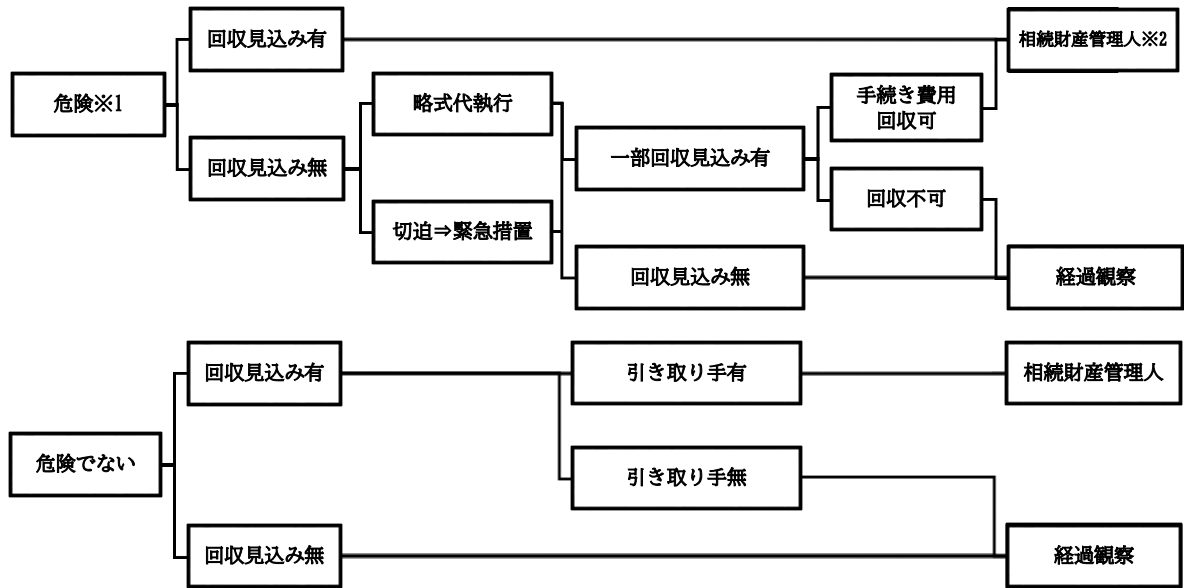 回収見込み有
相続財産管理人※2
危険※1
略式代執行
手続き費用
回収可
一部回収見込み有
回収見込み無
回収不可
切迫⇒緊急措置
回収見込み無
経過観察
回収見込み有
引き取り手有
相続財産管理人
危険でない
引き取り手無
回収見込み無
経過観察